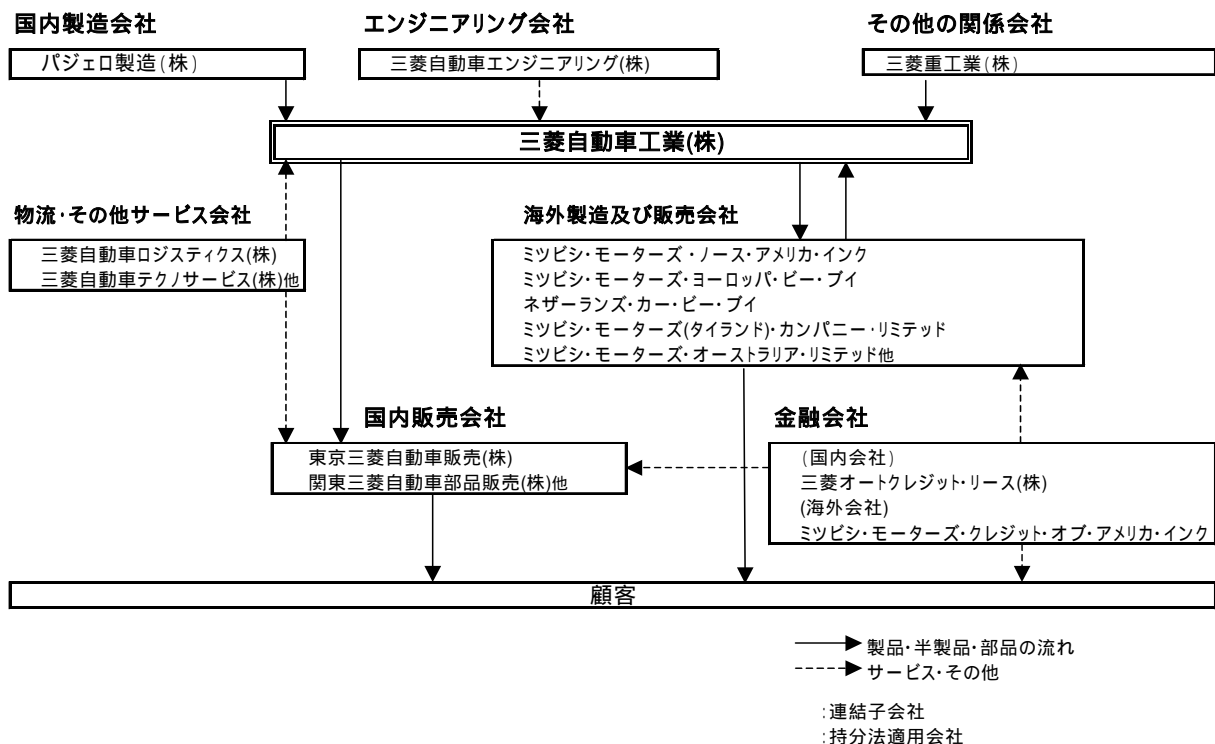 国内製造会社
エンジニアリング会社
その他の関係会社
パジェロ製造(株)
三菱自動車エンジニアリング(株)
三菱重工業(株)
三菱自動車工業(株)
物流・その他サービス会社
三菱自動車ロジスティクス(株)
三菱自動車テクノサービス(株)他
海外製造及び販売会社
ミツビシ・モーターズ・ノース・アメリカ・インク
ミツビシ・モーターズ・ヨーロッパ・ビー・ブイ
ネザーランズ・カー・ビー・ブイ
ミツビシ・モーターズ(タイランド)・カンパニー・リミテッド
ミツビシ・モーターズ・オーストラリア・リミテッド他
国内販売会社
東京三菱自動車販売(株)
関東三菱自動車部品販売(株)他
金融会社
(国内会社)
三菱オートクレジット・リース(株)
(海外会社)
ミツビシ・モーターズ・クレジット・オブ・アメリカ・インク
顧客
製品・半製品・部品の流れ
サービス・その他
:連結子会社
:持分法適用会社